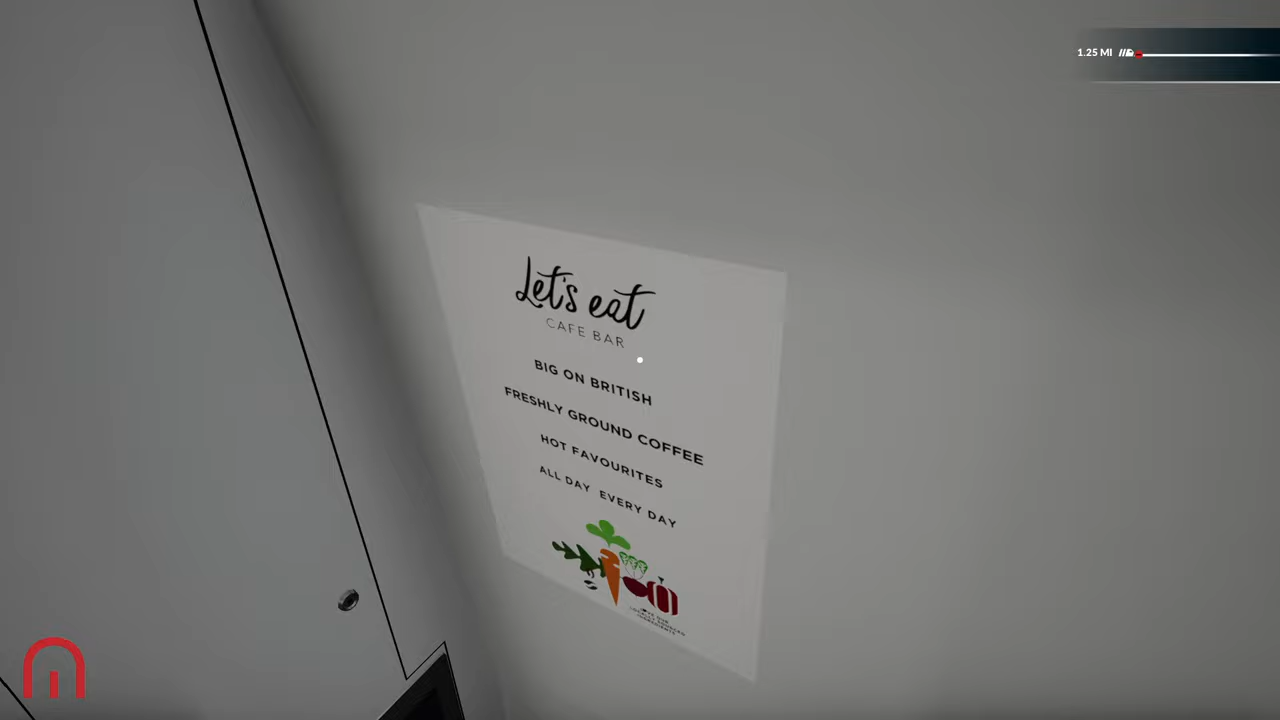 1.25 MI
Let's eat
CAFE BAR
BIG ON BRITISH
FRESHLY GROUND COFFEE
HOT FAVOURITES
ALL DAY EVERY DAY
INGREDIENTS